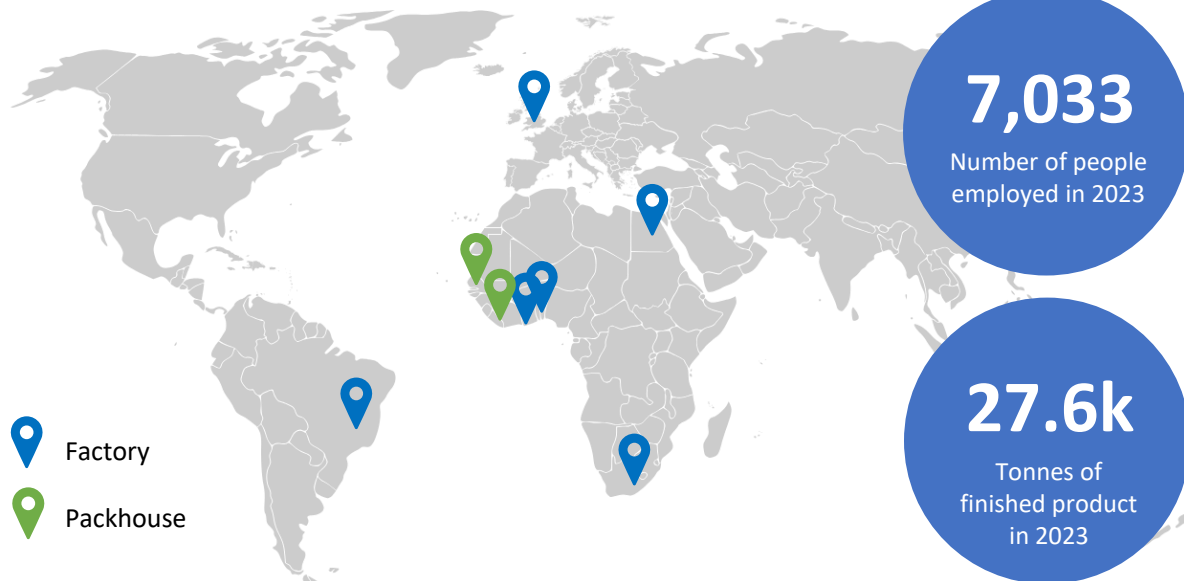 7,033
Number of people
employed in 2023
27.6k
Tonnes of
finished product
in 2023
Factory
Packhouse